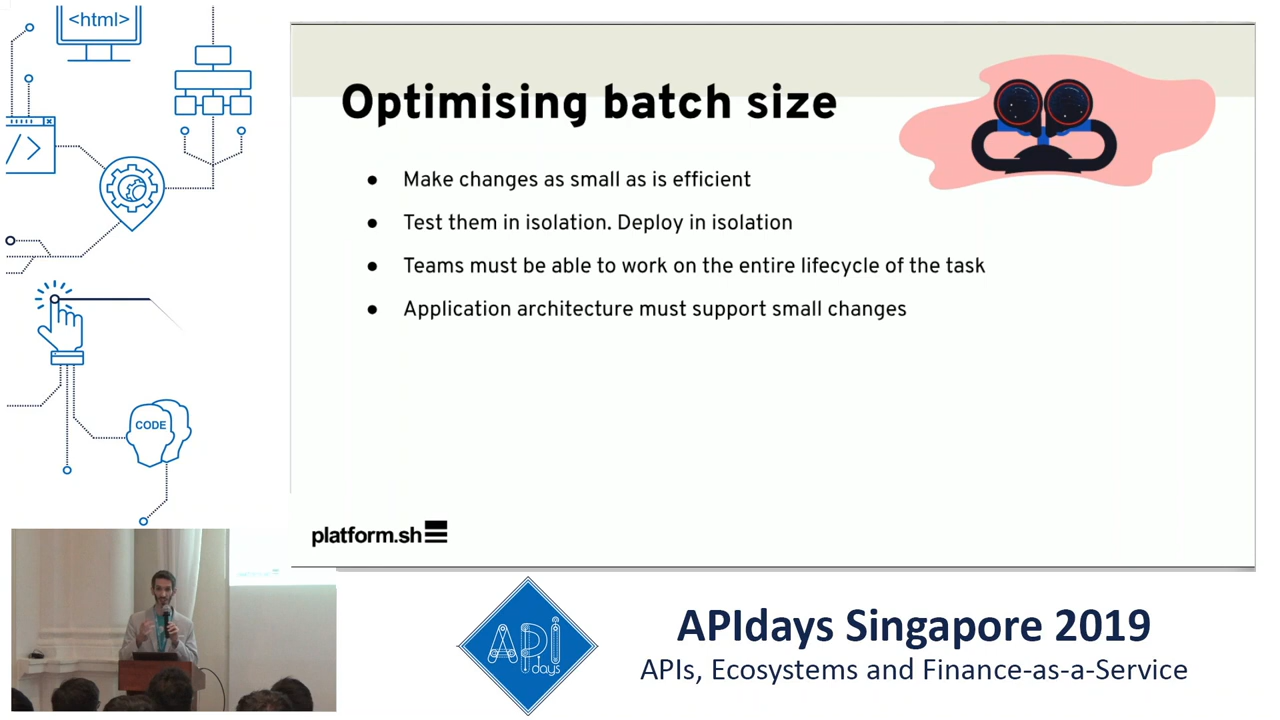 <html>
Optimising batch size
</>
● Make changes as small as is efficient
● Test them in isolation. Deploy in isolation
● Teams must be able to work on the entire lifecycle of the task
● Application architecture must support small changes
CODE
platform.sh
API
days
APIdays Singapore 2019
APIs, Ecosystems and Finance-as-a-Service